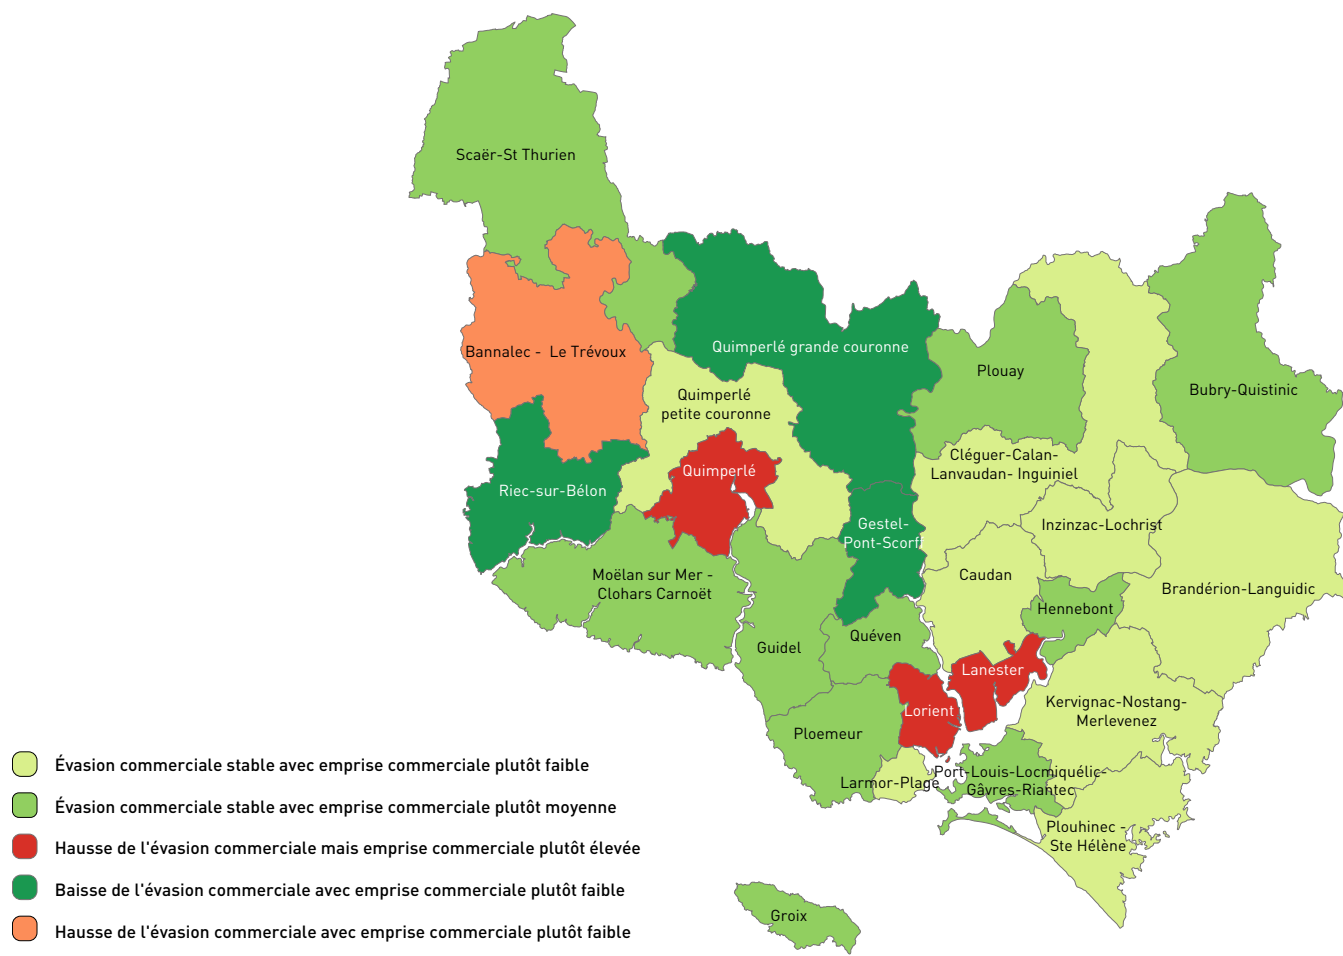 Scaër-St Thurien
Bannalec - Le Trévoux
Quimperlé grande couronne
Plouay
Bubry-Quistinic
Quimperlé
petite couronne
Cléguer-Calan-
Lanvaudan- Inguiniel
Quimperlé
Riec-sur-Bélon
Gestel-
Pont-Scorff
Inzinzac-Lochrist
Moëlan sur Mer -
Clohars Carnoët
Caudan
Brandérion-Languidic
Hennebont
Quéven
Guidel
Lanester
Kervignac-Nostang-
Merlevenez
Lorient
Ploemeur
Larmor-Plage
Port-Louis-Locmiquélic-
Gâvres-Riantec
Plouhinec -
Ste Hélène
Groix
Évasion commerciale stable avec emprise commerciale plutôt faible
Évasion commerciale stable avec emprise commerciale plutôt moyenne
Hausse de l'évasion commerciale mais emprise commerciale plutôt élevée
Baisse de l'évasion commerciale avec emprise commerciale plutôt faible
Hausse de l'évasion commerciale avec emprise commerciale plutôt faible